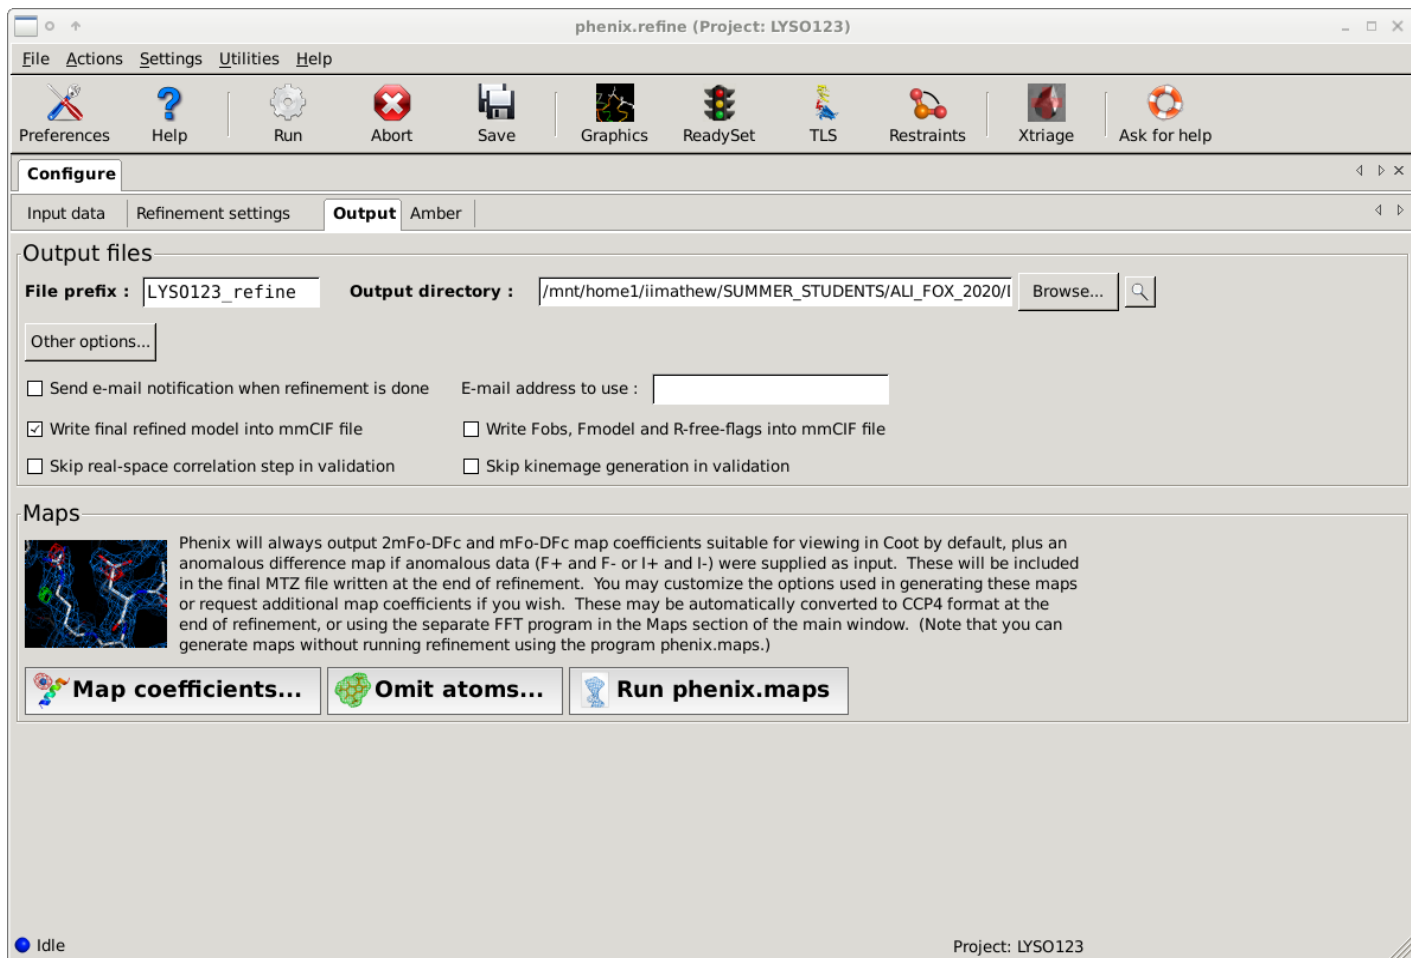 phenix.refine (Project: LYSO123)
File Actions Settings Utilities Help
Preferences Help Run Abort Save Graphics ReadySet TLS Restraints Xtriage Ask for help
Configure
Input data Refinement settings Output Amber
Output files
File prefix : LYSO123_refine Output directory : /mnt/home1/iimathew/SUMMER_STUDENTS/ALI_FOX_2020/ Browse...
Other options...
Send e-mail notification when refinement is done E-mail address to use :
Write final refined model into mmCIF file Write Fobs, Fmodel and R-free-flags into mmCIF file
Skip real-space correlation step in validation Skip kinemage generation in validation
Maps
Phenix will always output 2mFo-DFc and mFo-DFc map coefficients suitable for viewing in Coot by default, plus an
anomalous difference map if anomalous data (F+ and F- or I+ and I-) were supplied as input. These will be included
in the final MTZ file written at the end of refinement. You may customize the options used in generating these maps
or request additional map coefficients if you wish. These may be automatically converted to CCP4 format at the
end of refinement, or using the separate FFT program in the Maps section of the main window. (Note that you can
generate maps without running refinement using the program phenix.maps.)
Map coefficients... Omit atoms... Run phenix.maps
Idle Project: LYSO123